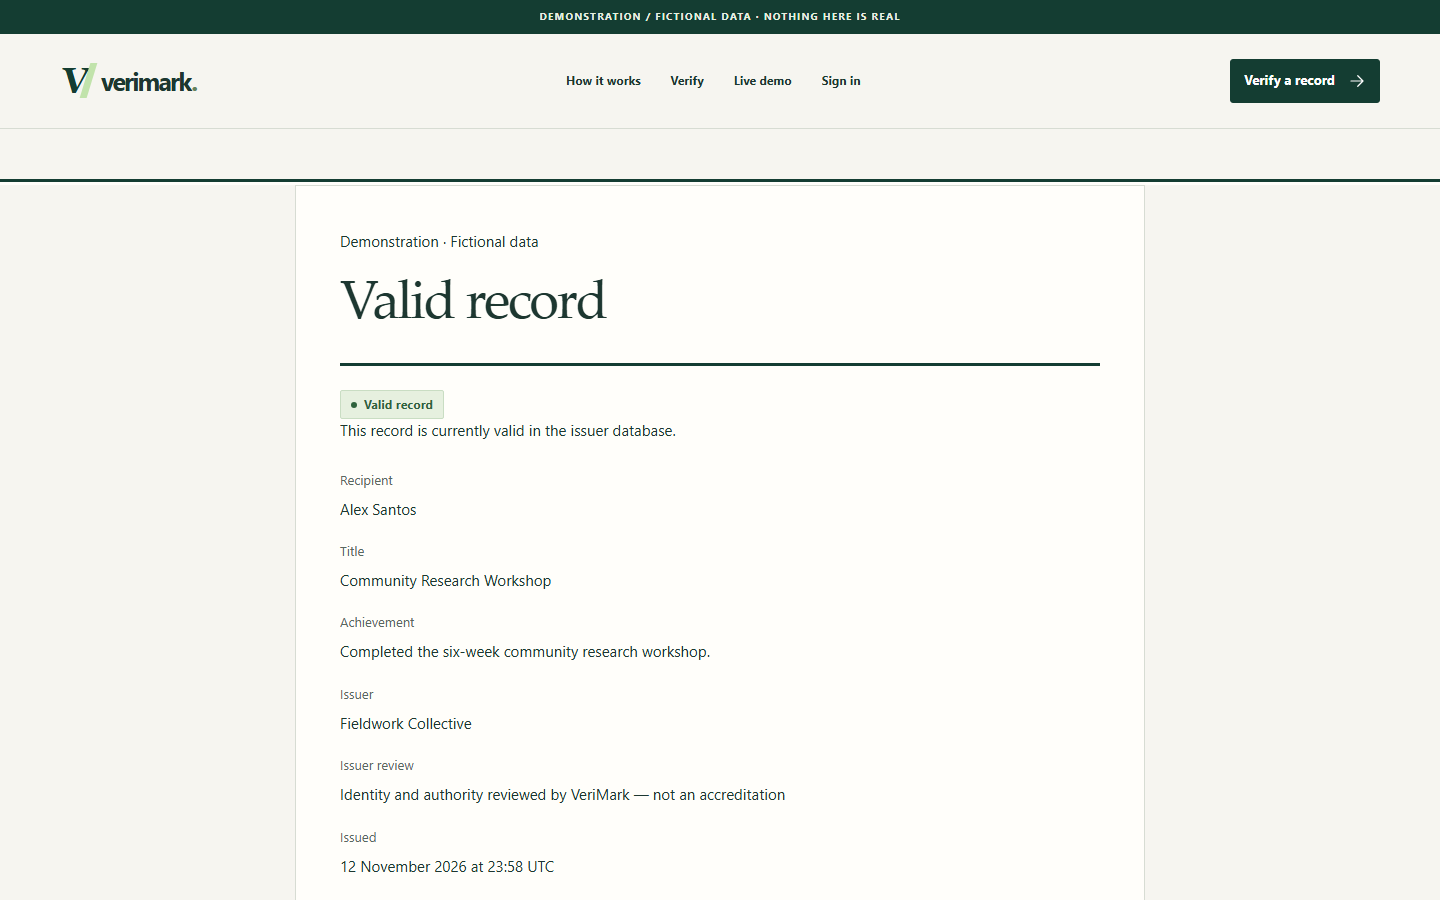 DEMONSTRATION / FICTIONAL DATA · NOTHING HERE IS REAL
V verimark.
How it works
Verify
Live demo
Sign in
Verify a record →
Demonstration · Fictional data
Valid record
Valid record
This record is currently valid in the issuer database.
Recipient
Alex Santos
Title
Community Research Workshop
Achievement
Completed the six-week community research workshop.
Issuer
Fieldwork Collective
Issuer review
Identity and authority reviewed by VeriMark — not an accreditation
Issued
12 November 2026 at 23:58 UTC